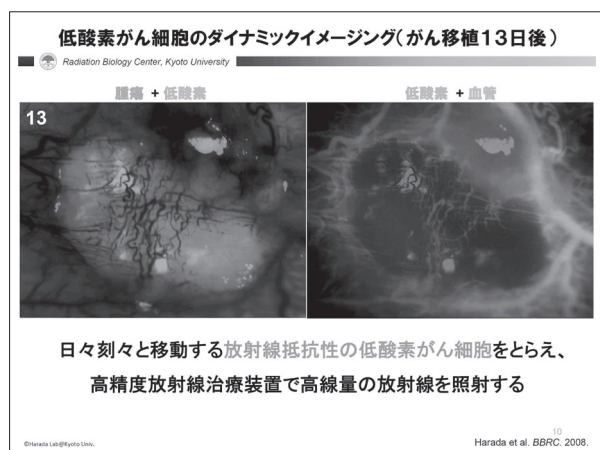 低酸素がん細胞のダイナミックイメージング(がん移植13日後)
Radiation Biology Center, Kyoto University
腫瘍 + 低酸素
低酸素 + 血管
13
日々刻々と移動する放射線抵抗性の低酸素がん細胞をとらえ、
高精度放射線治療装置で高線量の放射線を照射する
10
©Harada Lab@Kyoto Univ.
Harada et al. BBRC. 2008.